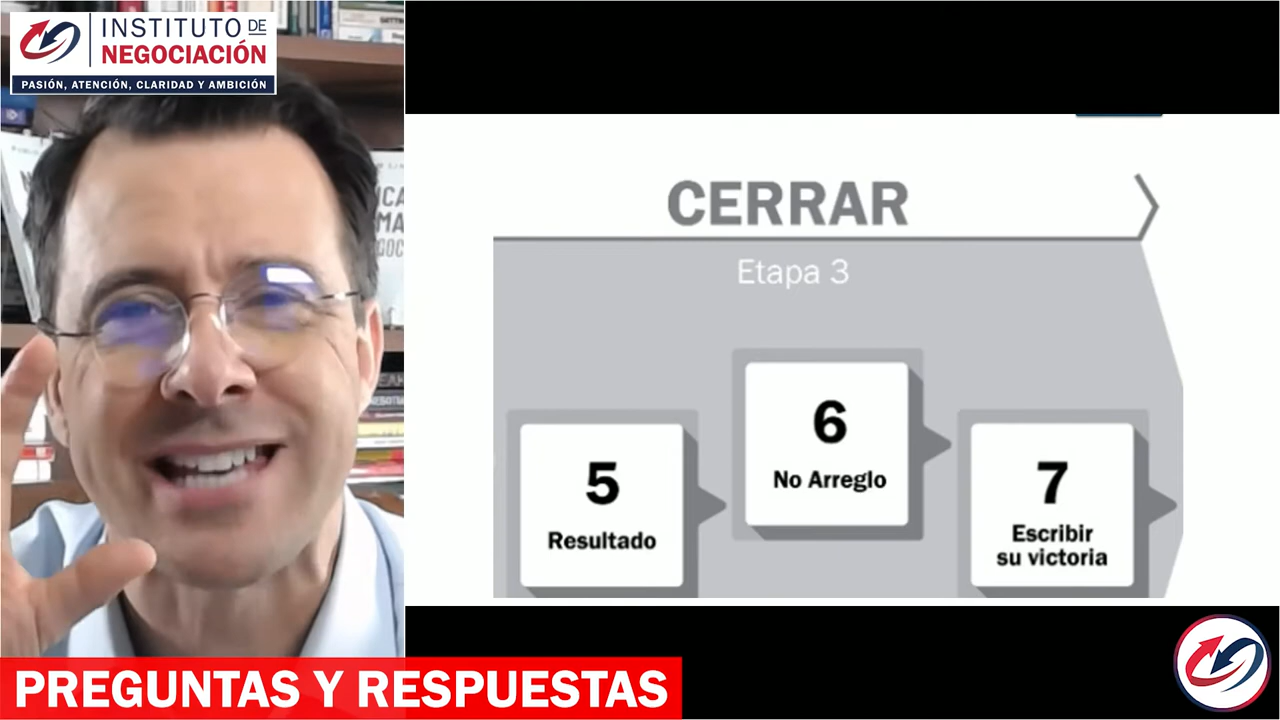 INSTITUTO DE
NEGOCIACIÓN
PASIÓN, ATENCIÓN, CLARIDAD Y AMBICIÓN
CERRAR
Etapa 3
5
Resultado
6
No Arreglo
7
Escribir
su victoria
PREGUNTAS Y RESPUESTAS